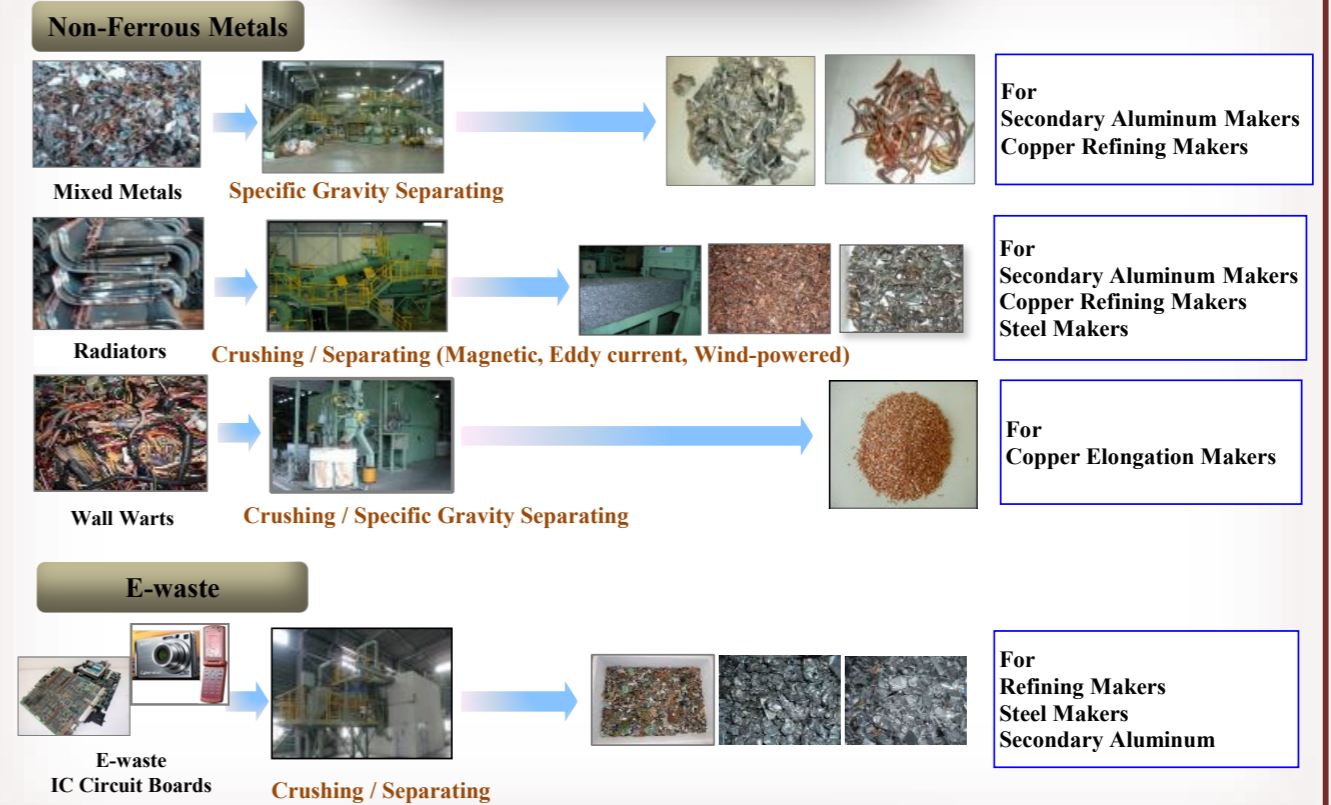 Non-Ferrous Metals
Mixed Metals
Specific Gravity Separating
For
Secondary Aluminum Makers
Copper Refining Makers
Radiators
Crushing / Separating (Magnetic, Eddy current, Wind-powered)
For
Secondary Aluminum Makers
Copper Refining Makers
Steel Makers
Wall Warts
Crushing / Specific Gravity Separating
For
Copper Elongation Makers
E-waste
E-waste
IC Circuit Boards
Crushing / Separating
For
Refining Makers
Steel Makers
Secondary Aluminum